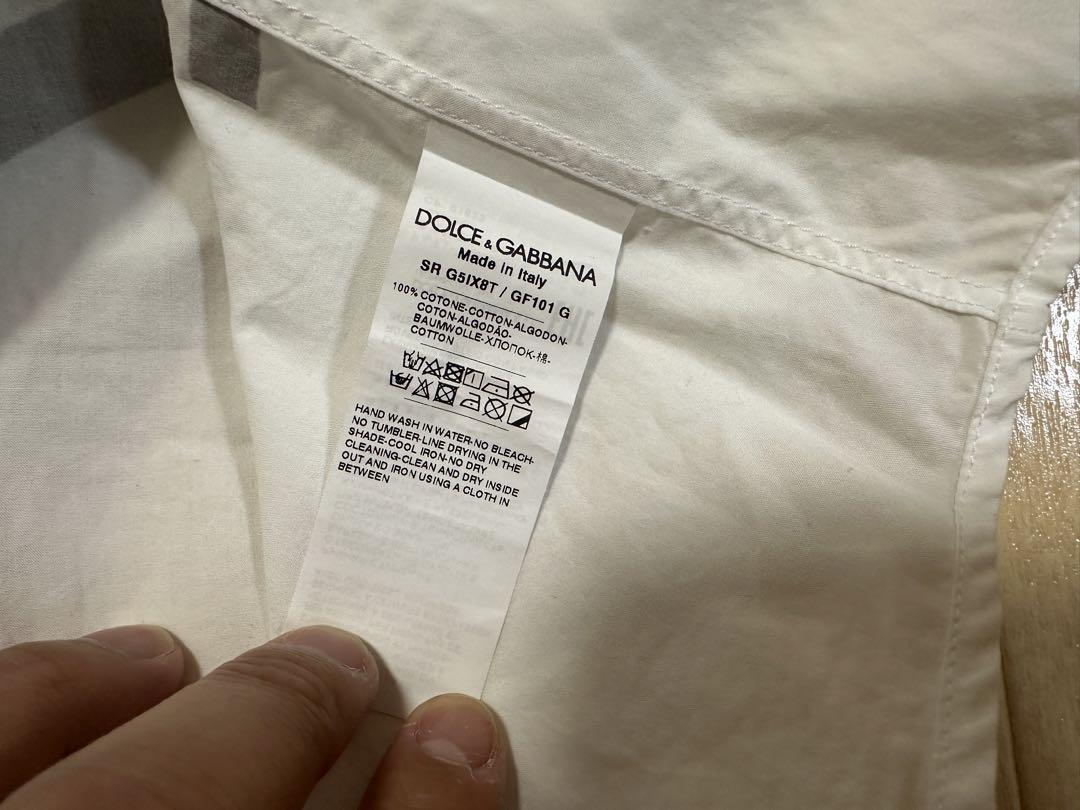 DOLCE & GABBANA
Made in Italy
SR G5IX8T / GF101 G
100% COTONE-COTTON-ALGODON-
COTON-ALGODÃO-
BAUMWOLLE-ХЛОПОК-棉-
COTTON
HAND WASH IN WATER-NO BLEACH-
NO TUMBLER-LINE DRYING IN THE
SHADE-COOL IRON-NO DRY
CLEANING-CLEAN AND DRY INSIDE
OUT AND IRON USING A CLOTH IN
BETWEEN